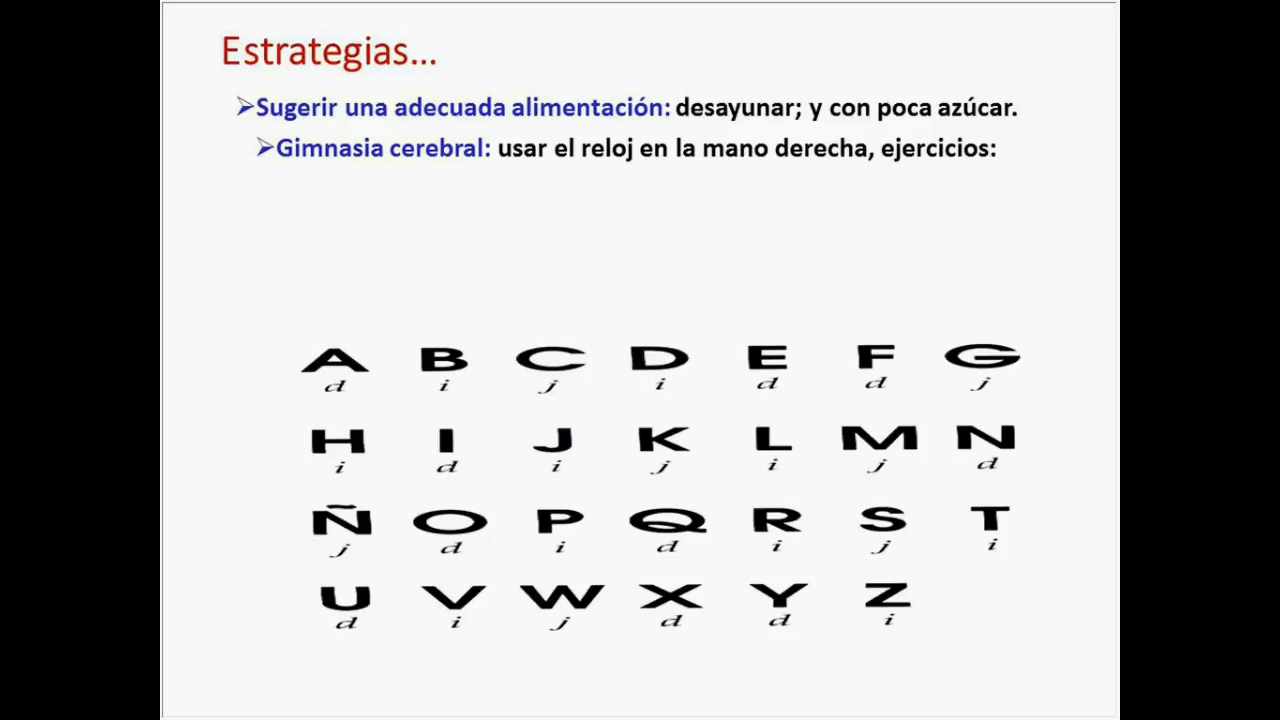 Estrategias...
➢Sugerir una adecuada alimentación: desayunar; y con poca azúcar.
➢Gimnasia cerebral: usar el reloj en la mano derecha, ejercicios:
A B C D E F G
d i j i d d j
H I J K L M N
i d i j i j d
Ñ O P Q R S T
j d i d i j i
U V W X Y Z
d i j d d i